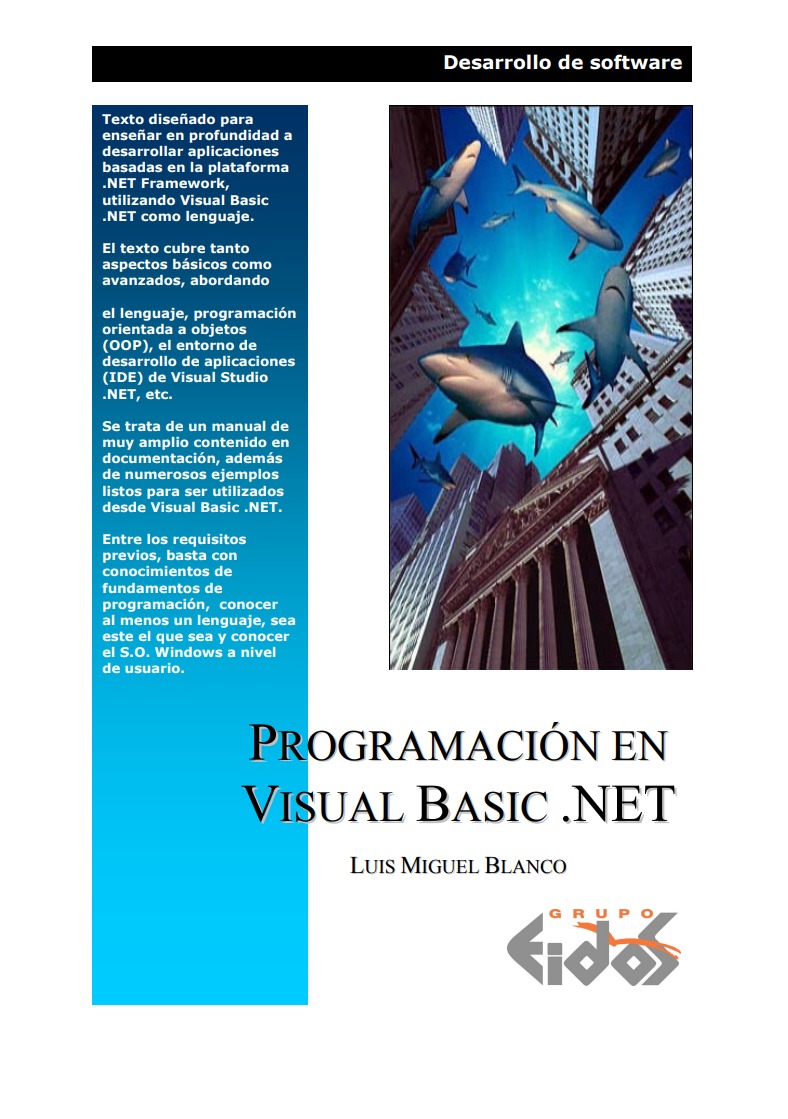 Desarrollo de software
Texto diseñado para
enseñar en profundidad a
desarrollar aplicaciones
basadas en la plataforma
.NET Framework,
utilizando Visual Basic
.NET como lenguaje.
El texto cubre tanto
aspectos básicos como
avanzados, abordando
el lenguaje, programación
orientada a objetos
(OOP), el entorno de
desarrollo de aplicaciones
(IDE) de Visual Studio
.NET, etc.
Se trata de un manual de
muy amplio contenido en
documentación, además
de numerosos ejemplos
listos para ser utilizados
desde Visual Basic .NET.
Entre los requisitos
previos, basta con
conocimientos de
fundamentos de
programación,  conocer
al menos un lenguaje, sea
este el que sea y conocer
el S.O. Windows a nivel
de usuario.
PROGRAMACIÓN EN
VISUAL BASIC .NET
LUIS MIGUEL BLANCO
GRUPO
Eidos